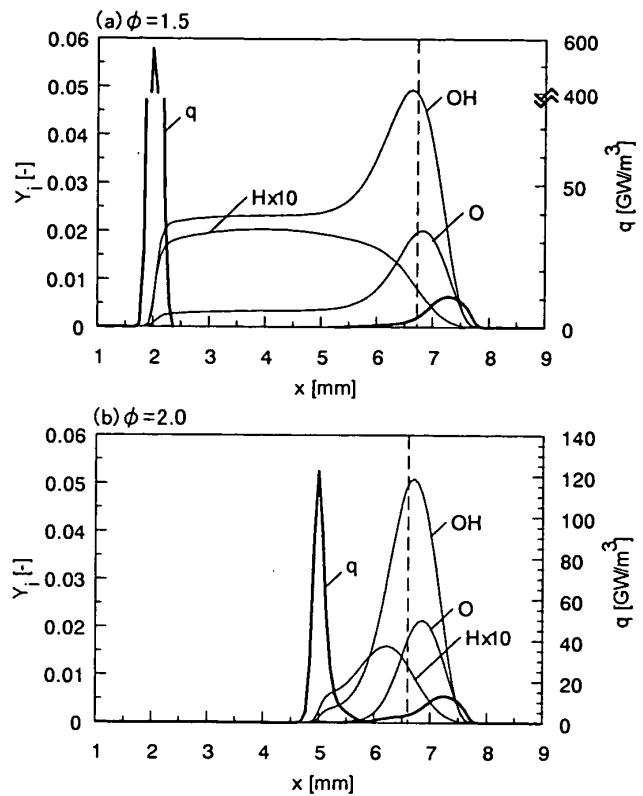 (a) ϕ=1.5
0.06
0.05
0.04
0.03
0.02
0.01
0
Y_i [-]
600
400
50
0
q [GW/m³]
q
OH
H×10
O
1 2 3 4 5 6 7 8 9
x [mm]
(b) ϕ=2.0
0.06
0.05
0.04
0.03
0.02
0.01
0
Y_i [-]
140
120
100
80
60
40
20
0
q [GW/m³]
q
OH
O
H×10
1 2 3 4 5 6 7 8 9
x [mm]